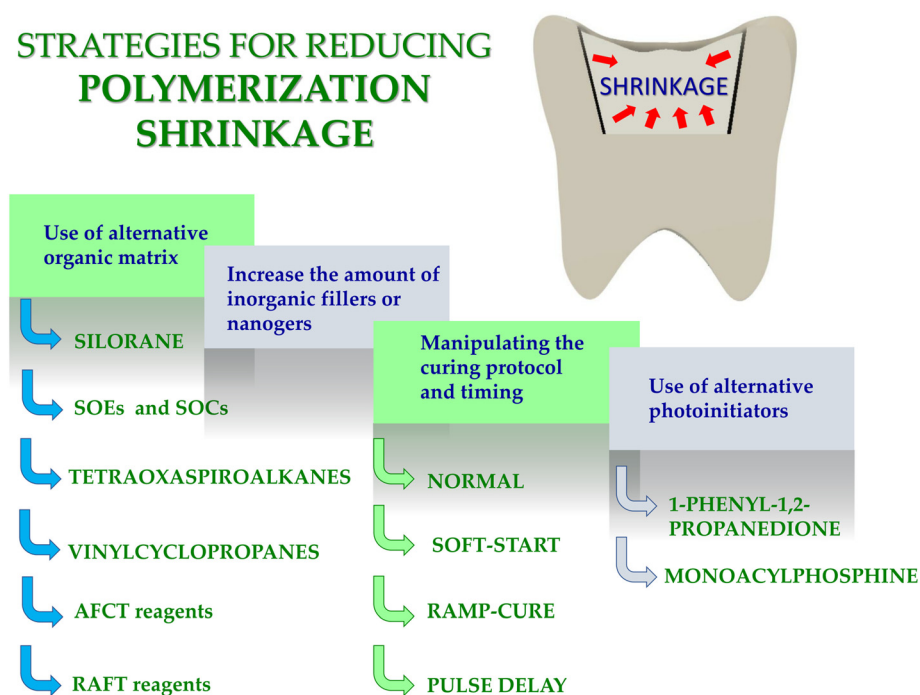 STRATEGIES FOR REDUCING
POLYMERIZATION
SHRINKAGE
SHRINKAGE
Use of alternative
organic matrix
SILORANE
SOEs and SOCs
TETRAOXASPIROALKANES
VINYLCYCLOPROPANES
AFCT reagents
RAFT reagents
Increase the amount of
inorganic fillers or
nanogers
Manipulating the
curing protocol
and timing
NORMAL
SOFT-START
RAMP-CURE
PULSE DELAY
Use of alternative
photoinitiators
1-PHENYL-1,2-
PROPANEDIONE
MONOACYLPHOSPHINE